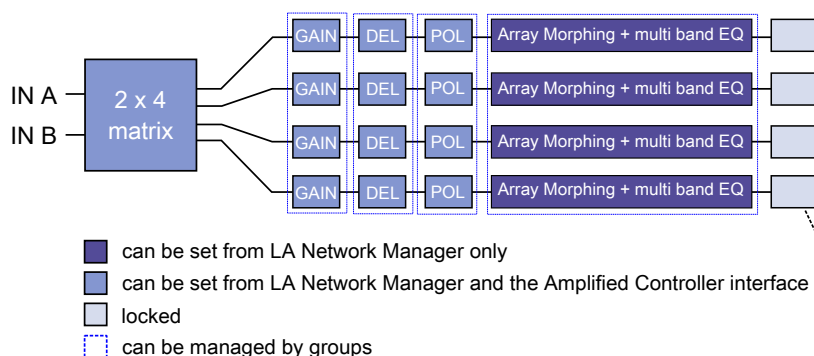 GAIN DEL POL Array Morphing + multi band EQ
IN A
IN B
2 x 4
matrix
GAIN DEL POL Array Morphing + multi band EQ
GAIN DEL POL Array Morphing + multi band EQ
GAIN DEL POL Array Morphing + multi band EQ
can be set from LA Network Manager only
can be set from LA Network Manager and the Amplified Controller interface
locked
can be managed by groups